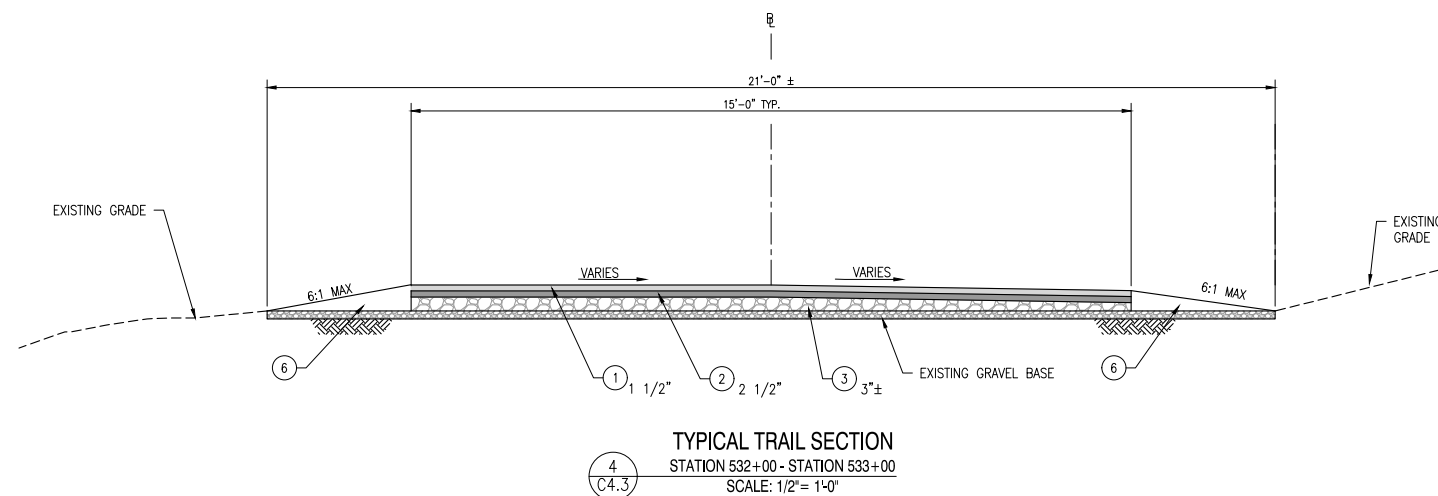 ℄
21'-0" ±
15'-0" TYP.
EXISTING GRADE
EXISTING
GRADE
VARIES
VARIES
6:1 MAX
6:1 MAX
6
1
1 1/2"
2
2 1/2"
3
3"±
EXISTING GRAVEL BASE
6
TYPICAL TRAIL SECTION
4
C4.3
STATION 532+00 - STATION 533+00
SCALE: 1/2"= 1'-0"